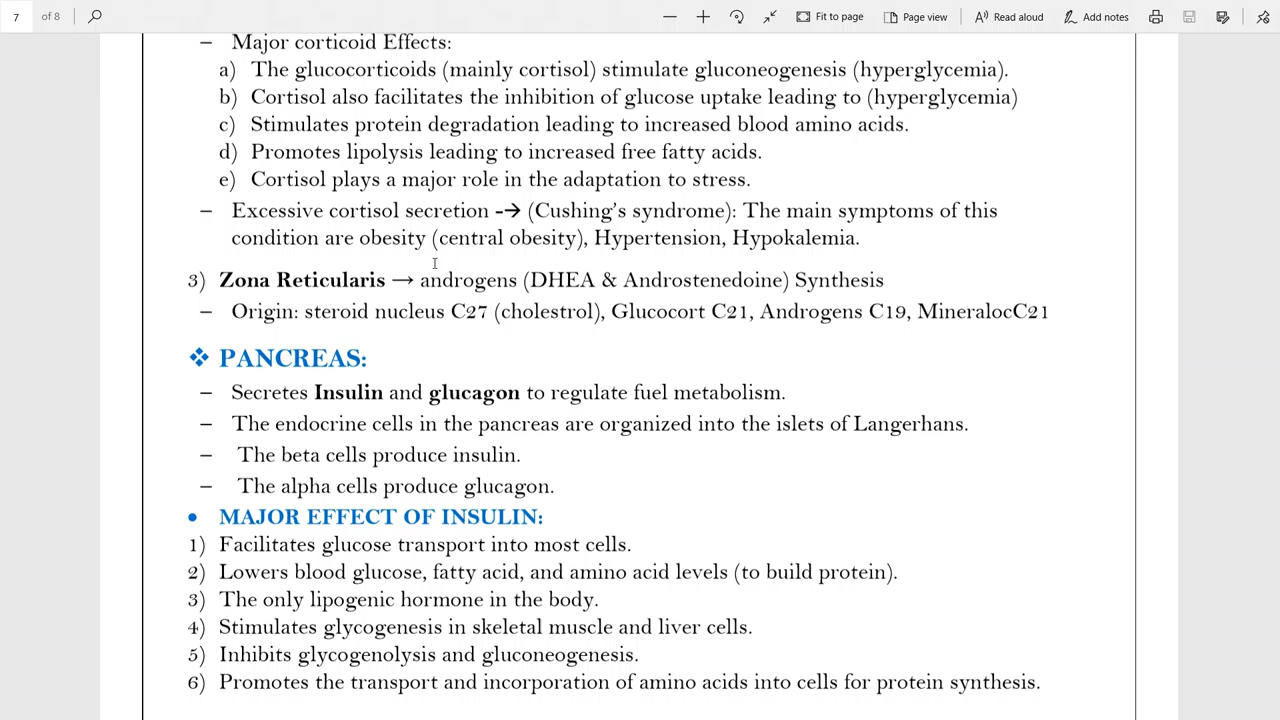 7 of 8 Fit to page Page view Read aloud Add notes
– Major corticoid Effects:
a) The glucocorticoids (mainly cortisol) stimulate gluconeogenesis (hyperglycemia).
b) Cortisol also facilitates the inhibition of glucose uptake leading to (hyperglycemia)
c) Stimulates protein degradation leading to increased blood amino acids.
d) Promotes lipolysis leading to increased free fatty acids.
e) Cortisol plays a major role in the adaptation to stress.
– Excessive cortisol secretion -→ (Cushing’s syndrome): The main symptoms of this
condition are obesity (central obesity), Hypertension, Hypokalemia.
3) Zona Reticularis → androgens (DHEA & Androstenedoine) Synthesis
– Origin: steroid nucleus C27 (cholestrol), Glucocort C21, Androgens C19, MineralocC21
❖ PANCREAS:
– Secretes Insulin and glucagon to regulate fuel metabolism.
– The endocrine cells in the pancreas are organized into the islets of Langerhans.
– The beta cells produce insulin.
– The alpha cells produce glucagon.
• MAJOR EFFECT OF INSULIN:
1) Facilitates glucose transport into most cells.
2) Lowers blood glucose, fatty acid, and amino acid levels (to build protein).
3) The only lipogenic hormone in the body.
4) Stimulates glycogenesis in skeletal muscle and liver cells.
5) Inhibits glycogenolysis and gluconeogenesis.
6) Promotes the transport and incorporation of amino acids into cells for protein synthesis.